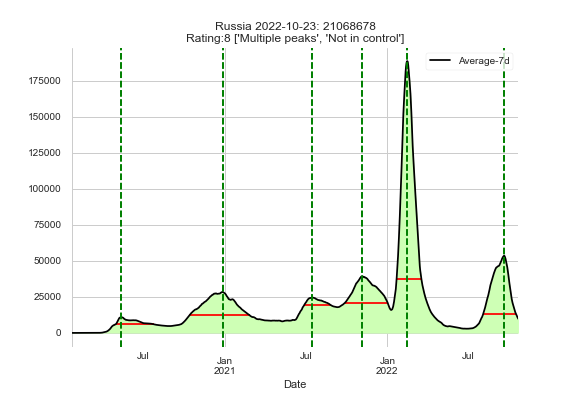 Russia 2022-10-23: 21068678
Rating:8 ['Multiple peaks', 'Not in control']
Average-7d
175000
150000
125000
100000
75000
50000
25000
0
Jul
Jan
2021
Jul
Jan
2022
Jul
Date